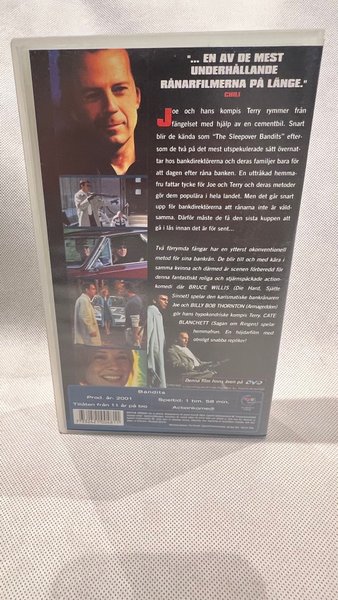 "... EN AV DE MEST
UNDERHÅLLANDE
RÅNARFILMERNA PÅ LÄNGE."
CHILI
Joe och hans kompis Terry rymmer från
fängelset med hjälp av en cementbil. Snart
blir de kända som "The Sleepover Bandits" efter-
som de två på det mest utspekulerade sätt övernat-
tar hos bankdirektörerna och deras familjer bara för
att dagen efter råna banken. En uttråkad hemma-
fru fattar tycke för Joe och Terry och deras metoder
gör dem populära i hela landet. Men det går snart
upp för bankdirektörerna att rånarna inte är våld-
samma. Därför måste de få den sista kuppen att
gå i lås innan det är för sent...
Två förrymda fångar har en ytterst okonventionell
metod för sina bankrån. De blir till och med kära i
samma kvinna och därmed är scenen förberedd för
denna fantastiskt roliga och stjärnspäckade action-
komedi där BRUCE WILLIS (Die Hard, Sjätte
Sinnet) spelar den karismatiske bankrånaren
Joe och BILLY BOB THORNTON (Armageddon)
gör hans hypokondriske kompis Terry. CATE
BLANCHETT (Sagan om Ringen) spelar
hemmafrun. En höjdarfilm med
otroligt snabba repliker!
Denna film finns även på DVD
Bandits
Prod. år: 2001
Speltid: 1 tim. 58 min.
Tillåten från 11 år på bio
Actionkomedi